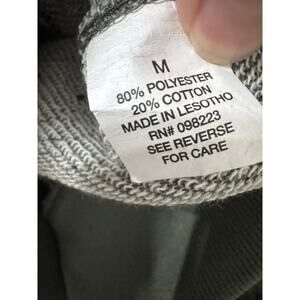 M
80% POLYESTER
20% COTTON
MADE IN LESOTHO
RN# 098223
SEE REVERSE
FOR CARE